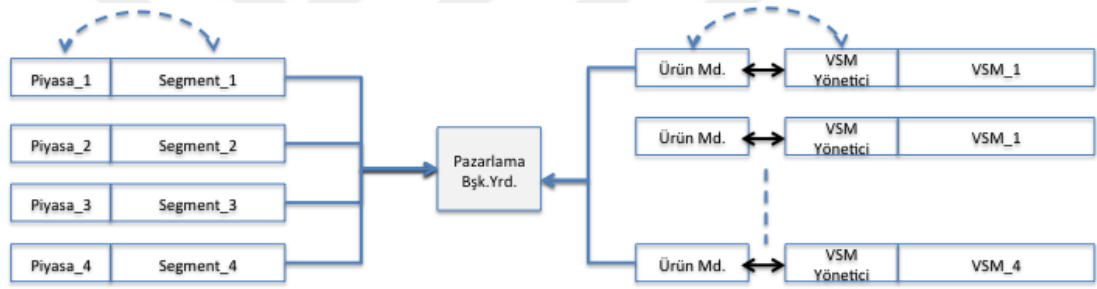 Piyasa_1 Segment_1
Piyasa_2 Segment_2
Piyasa_3 Segment_3
Piyasa_4 Segment_4
Pazarlama
Bşk.Yrd.
Ürün Md.
VSM
Yönetici
VSM_1
Ürün Md.
VSM
Yönetici
VSM_1
Ürün Md.
VSM
Yönetici
VSM_4